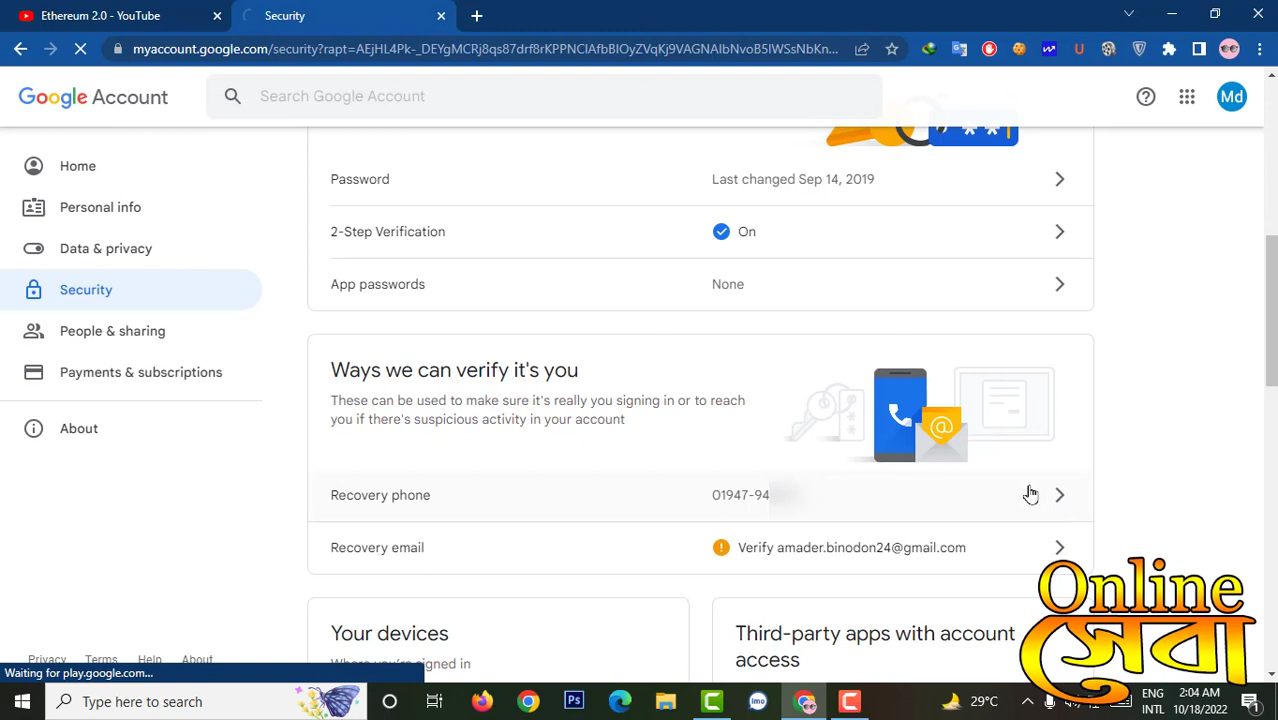 Ethereum 2.0 - YouTube
Security
myaccount.google.com/security?rapt=AEjHL4Pk-_DEYgMCRj8qs87drf8rKPPNClAfbBIOyZVqKj9VAGNAIbNvoB5IWSsNbKn...
Google Account
Search Google Account
Md
Home
Personal info
Data & privacy
Security
People & sharing
Payments & subscriptions
About
Password
Last changed Sep 14, 2019
2-Step Verification
On
App passwords
None
Ways we can verify it's you
These can be used to make sure it's really you signing in or to reach
you if there's suspicious activity in your account
Recovery phone
01947-94
Recovery email
Verify amader.binodon24@gmail.com
Your devices
Where you're signed in
Third-party apps with account
access
Privacy Terms Help About
Waiting for play.google.com...
Online
সেবা
Type here to search
29°C
ENG
INTL
2:04 AM
10/18/2022